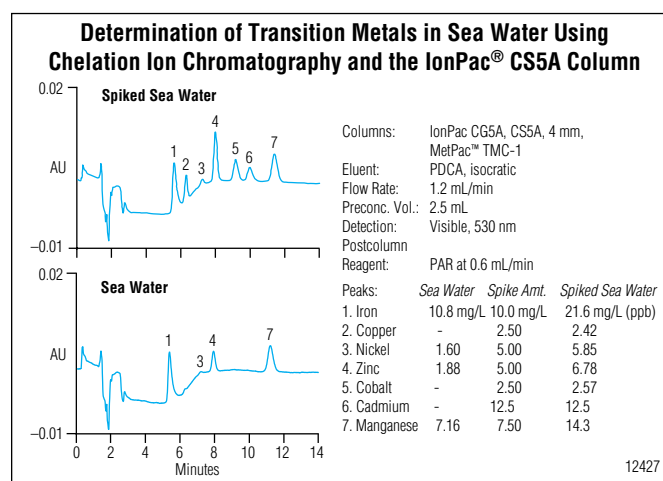 Determination of Transition Metals in Sea Water Using
Chelation Ion Chromatography and the IonPac® CS5A Column
0.02
Spiked Sea Water
AU
1
2
3
4
5
6
7
–0.01
0.02
Sea Water
AU
1
3
4
7
–0.01
0 2 4 6 8 10 12 14
Minutes
Columns: IonPac CG5A, CS5A, 4 mm,
MetPac™ TMC-1
Eluent: PDCA, isocratic
Flow Rate: 1.2 mL/min
Preconc. Vol.: 2.5 mL
Detection: Visible, 530 nm
Postcolumn
Reagent: PAR at 0.6 mL/min
Peaks: Sea Water Spike Amt. Spiked Sea Water
1. Iron 10.8 mg/L 10.0 mg/L 21.6 mg/L (ppb)
2. Copper - 2.50 2.42
3. Nickel 1.60 5.00 5.85
4. Zinc 1.88 5.00 6.78
5. Cobalt - 2.50 2.57
6. Cadmium - 12.5 12.5
7. Manganese 7.16 7.50 14.3
12427